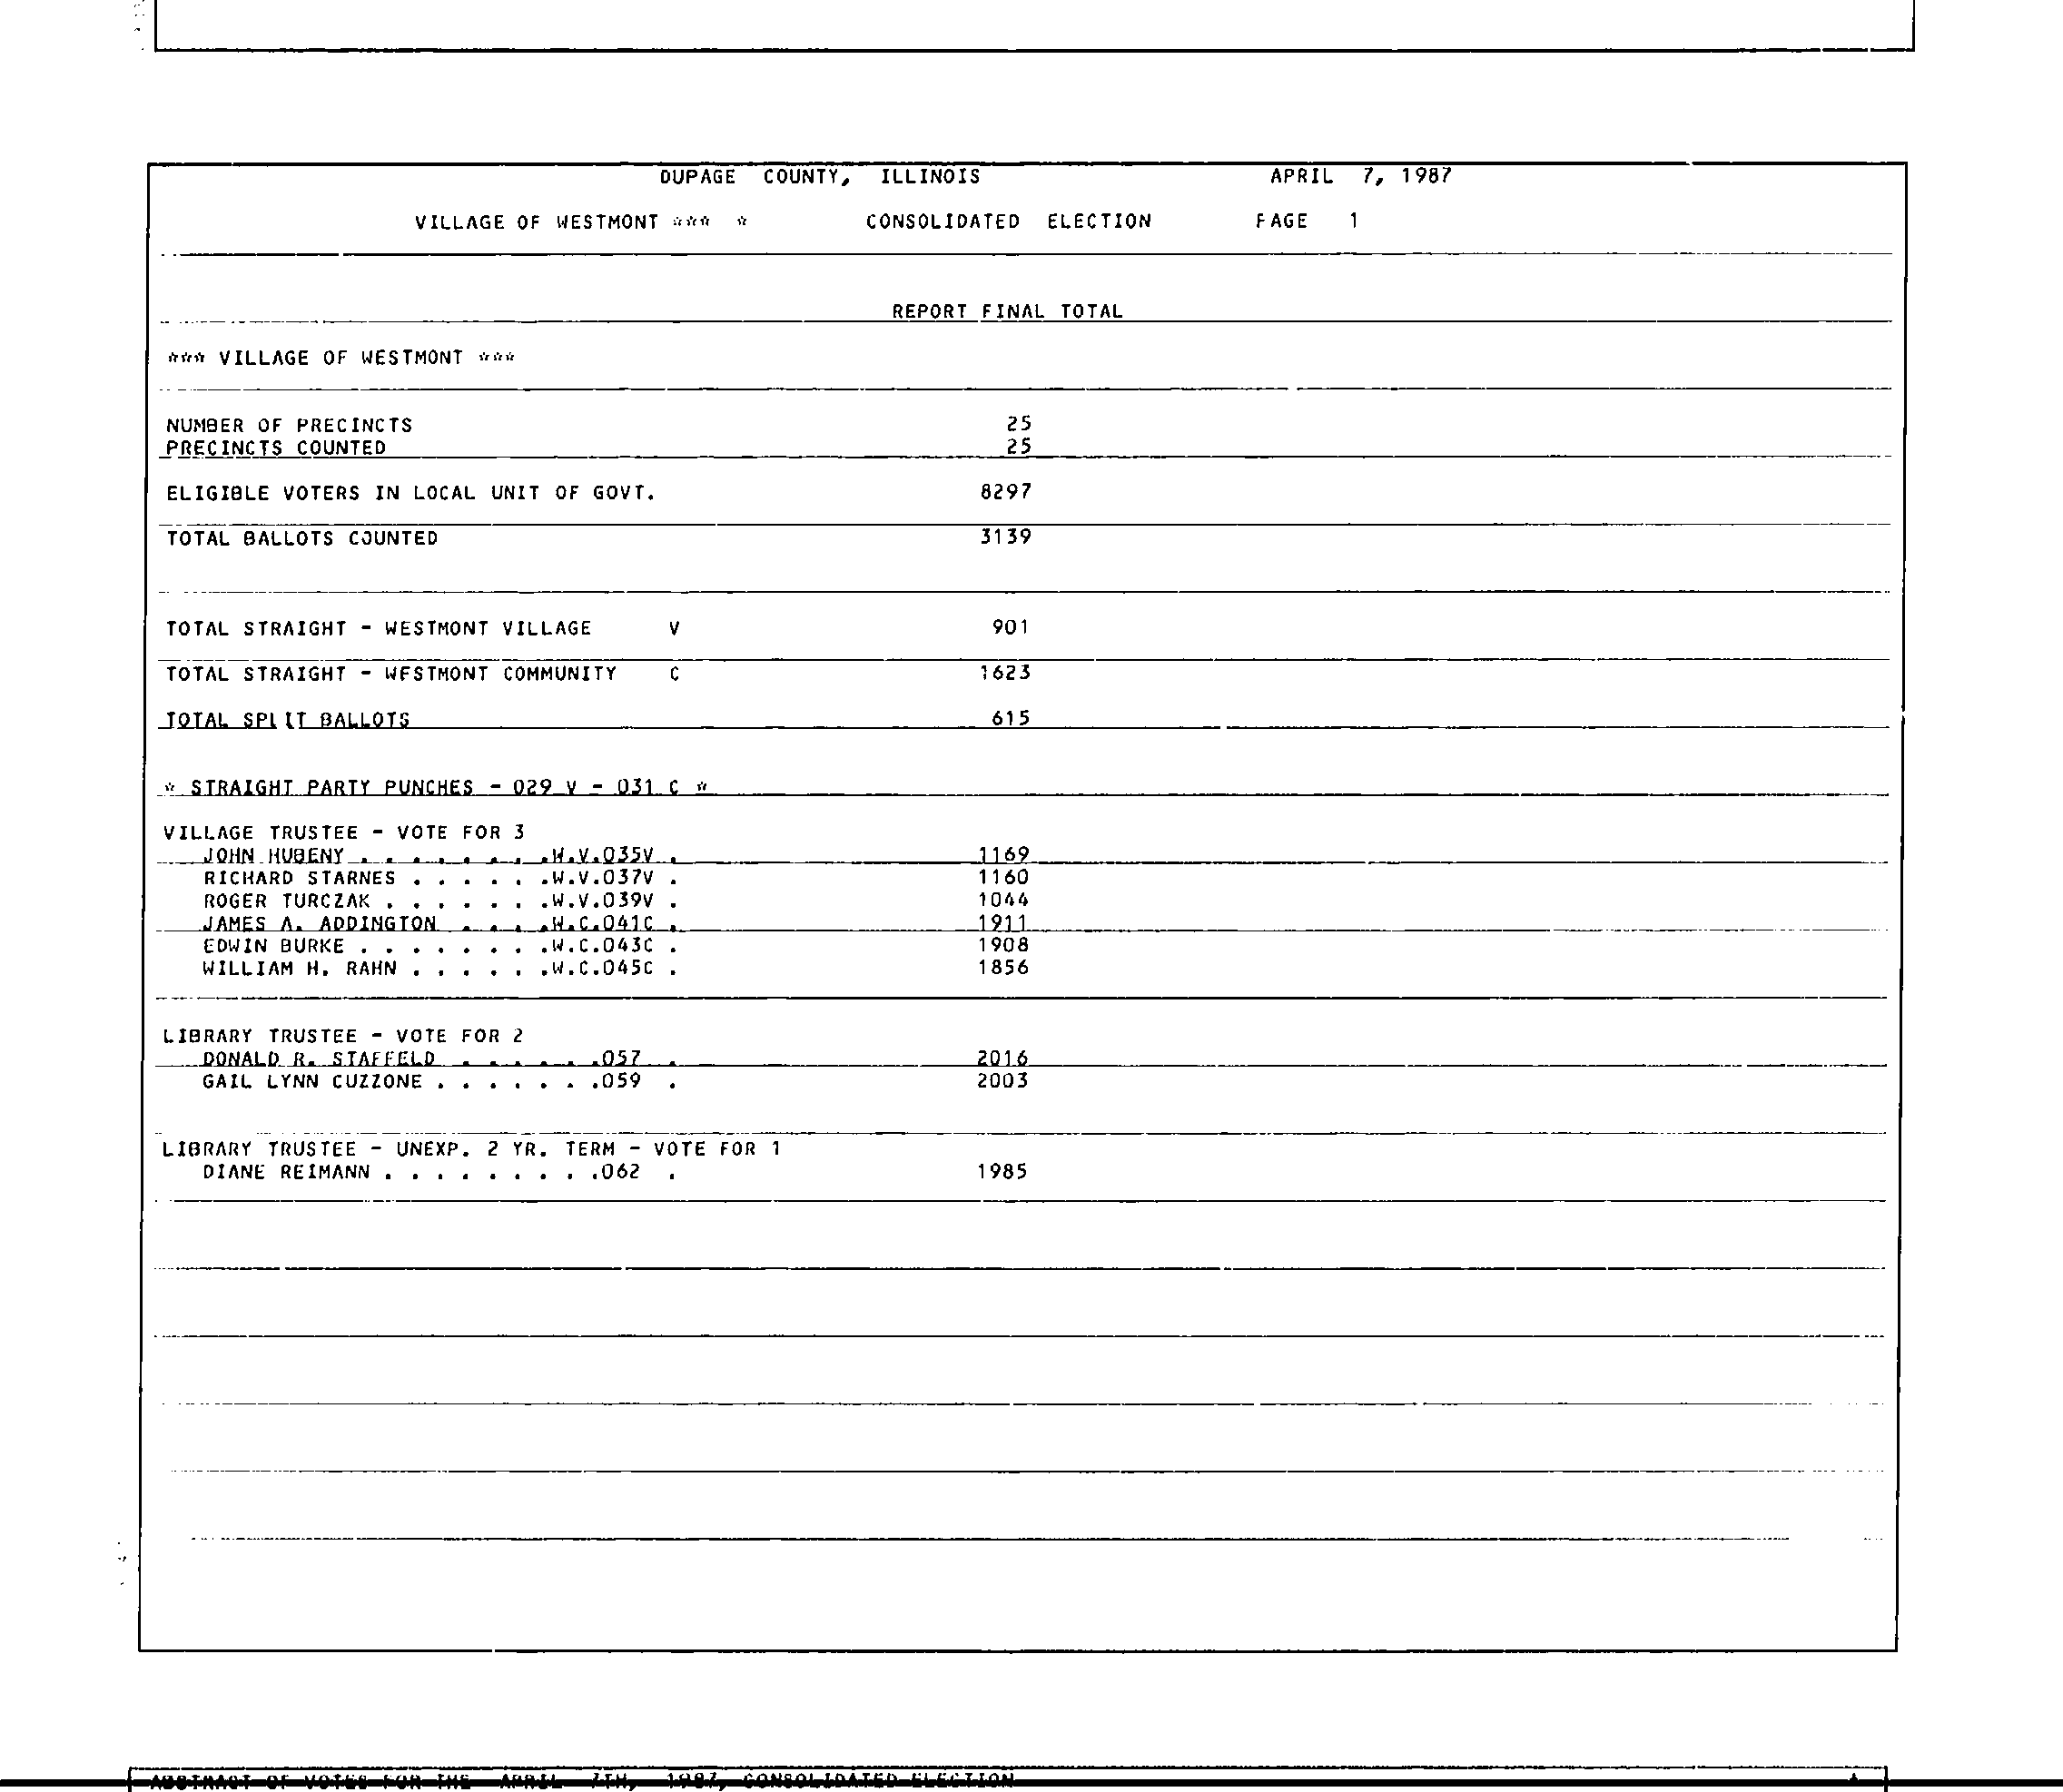 DUPAGE COUNTY, ILLINOIS APRIL 7, 1987
VILLAGE OF WESTMONT *** * CONSOLIDATED ELECTION PAGE 1
REPORT FINAL TOTAL
*** VILLAGE OF WESTMONT ***
NUMBER OF PRECINCTS 25
PRECINCTS COUNTED 25
ELIGIBLE VOTERS IN LOCAL UNIT OF GOVT. 8297
TOTAL BALLOTS COUNTED 3139
TOTAL STRAIGHT - WESTMONT VILLAGE V 901
TOTAL STRAIGHT - WESTMONT COMMUNITY C 1623
TOTAL SPLIT BALLOTS 615
* STRAIGHT PARTY PUNCHES - 029 V - 031 C *
VILLAGE TRUSTEE - VOTE FOR 3
JOHN HUBENY . . . . . . . .W.V.035V . 1169
RICHARD STARNES . . . . . .W.V.037V . 1160
ROGER TURCZAK . . . . . . .W.V.039V . 1044
JAMES A. ADDINGTON . . . .W.C.041C . 1911
EDWIN BURKE . . . . . . . .W.C.043C . 1908
WILLIAM H. RAHN . . . . . .W.C.045C . 1856
LIBRARY TRUSTEE - VOTE FOR 2
DONALD R. STAFFELD . . . . . .057 . 2016
GAIL LYNN CUZZONE . . . . . . .059 . 2003
LIBRARY TRUSTEE - UNEXP. 2 YR. TERM - VOTE FOR 1
DIANE REIMANN . . . . . . . . .062 . 1985
ABSTRACT OF VOTES FOR THE APRIL 7TH, 1987, CONSOLIDATED ELECTION